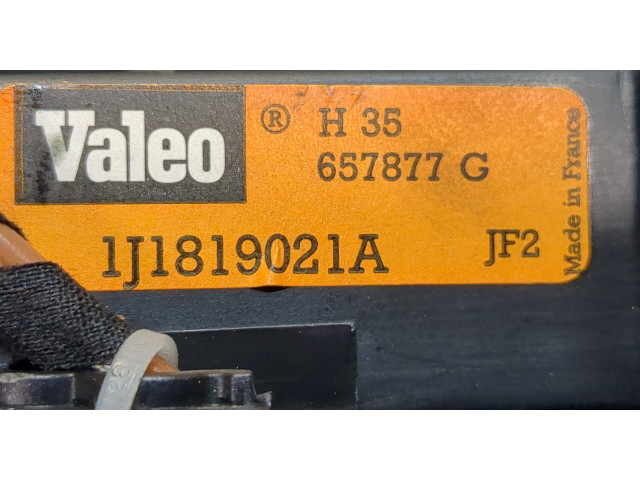 Valeo ® H 35
657877 G
1J1819021A JF2
Made in France